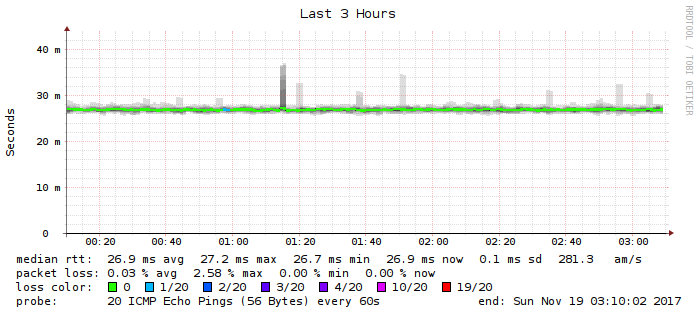 Last 3 Hours
RRDTOOL / TOBI OETIKER
Seconds
40 m
30 m
20 m
10 m
0
00:20 00:40 01:00 01:20 01:40 02:00 02:20 02:40 03:00
median rtt: 26.9 ms avg 27.2 ms max 26.7 ms min 26.9 ms now 0.1 ms sd 281.3 am/s
packet loss: 0.03 % avg 2.58 % max 0.00 % min 0.00 % now
loss color: 0 1/20 2/20 3/20 4/20 10/20 19/20
probe: 20 ICMP Echo Pings (56 Bytes) every 60s end: Sun Nov 19 03:10:02 2017